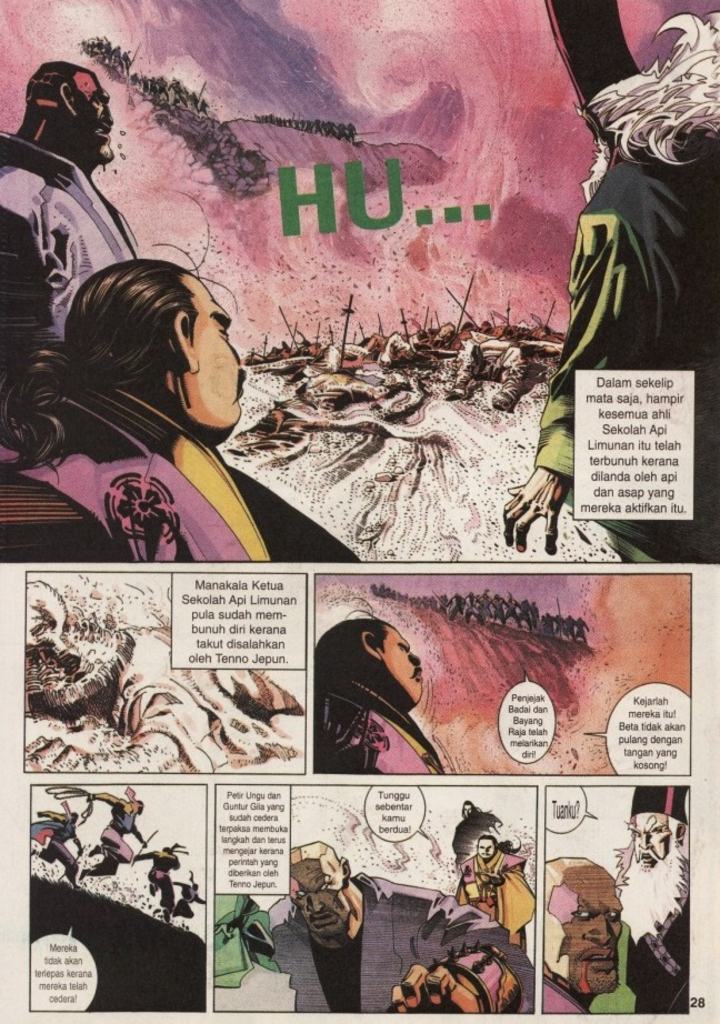 HU...
Dalam sekelip
mata saja, hampir
kesemua ahli
Sekolah Api
Limunan itu telah
terbunuh kerana
dilanda oleh api
dan asap yang
mereka aktifkan itu.
Manakala Ketua
Sekolah Api Limunan
pula sudah mem-
bunuh diri kerana
takut disalahkan
oleh Tenno Jepun.
Penjejak
Badai dan
Bayang
Raja telah
melarikan
diri!
Kejarlah
mereka itu!
Beta tidak akan
pulang dengan
tangan yang
kosong!
Mereka
tidak akan
terlepas kerana
mereka telah
cedera!
Petir Ungu dan
Guntur Gila yang
sudah cedera
terpaksa membuka
langkah dan terus
mengejar kerana
perintah yang
diberikan oleh
Tenno Jepun.
Tunggu
sebentar
kamu
berdua!
Tuanku?
28